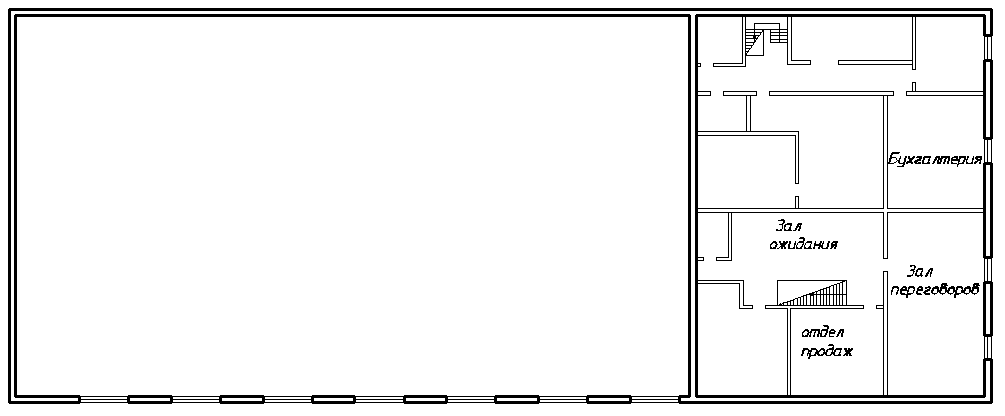 Бухгалтерия
Зал
ожидания
Зал
переговоров
отдел
продаж